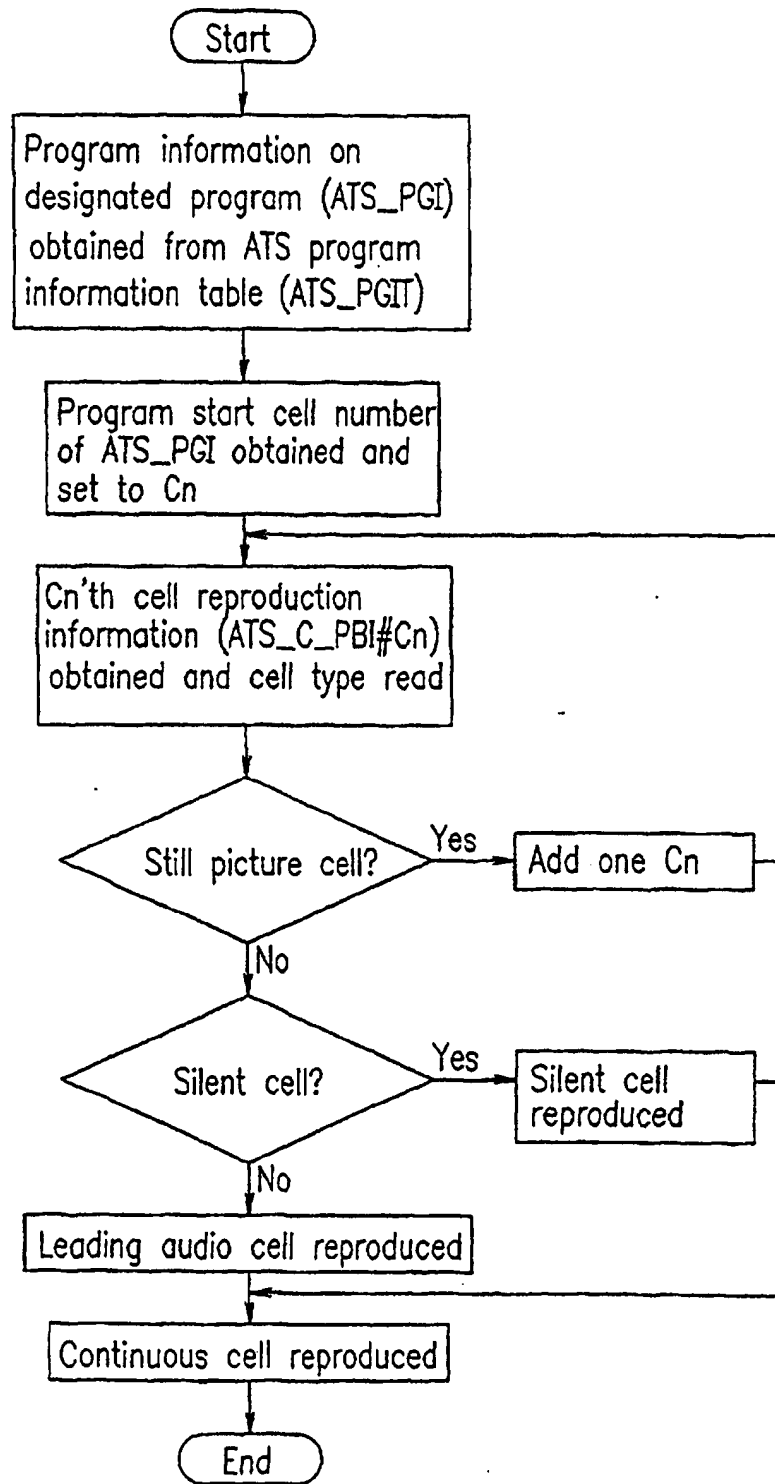 Start
Program information on
designated program (ATS_PGI)
obtained from ATS program
information table (ATS_PGIT)
Program start cell number
of ATS_PGI obtained and
set to Cn
Cn'th cell reproduction
information (ATS_C_PBI#Cn)
obtained and cell type read
Still picture cell?
Yes
Add one Cn
No
Silent cell?
Yes
Silent cell
reproduced
No
Leading audio cell reproduced
Continuous cell reproduced
End